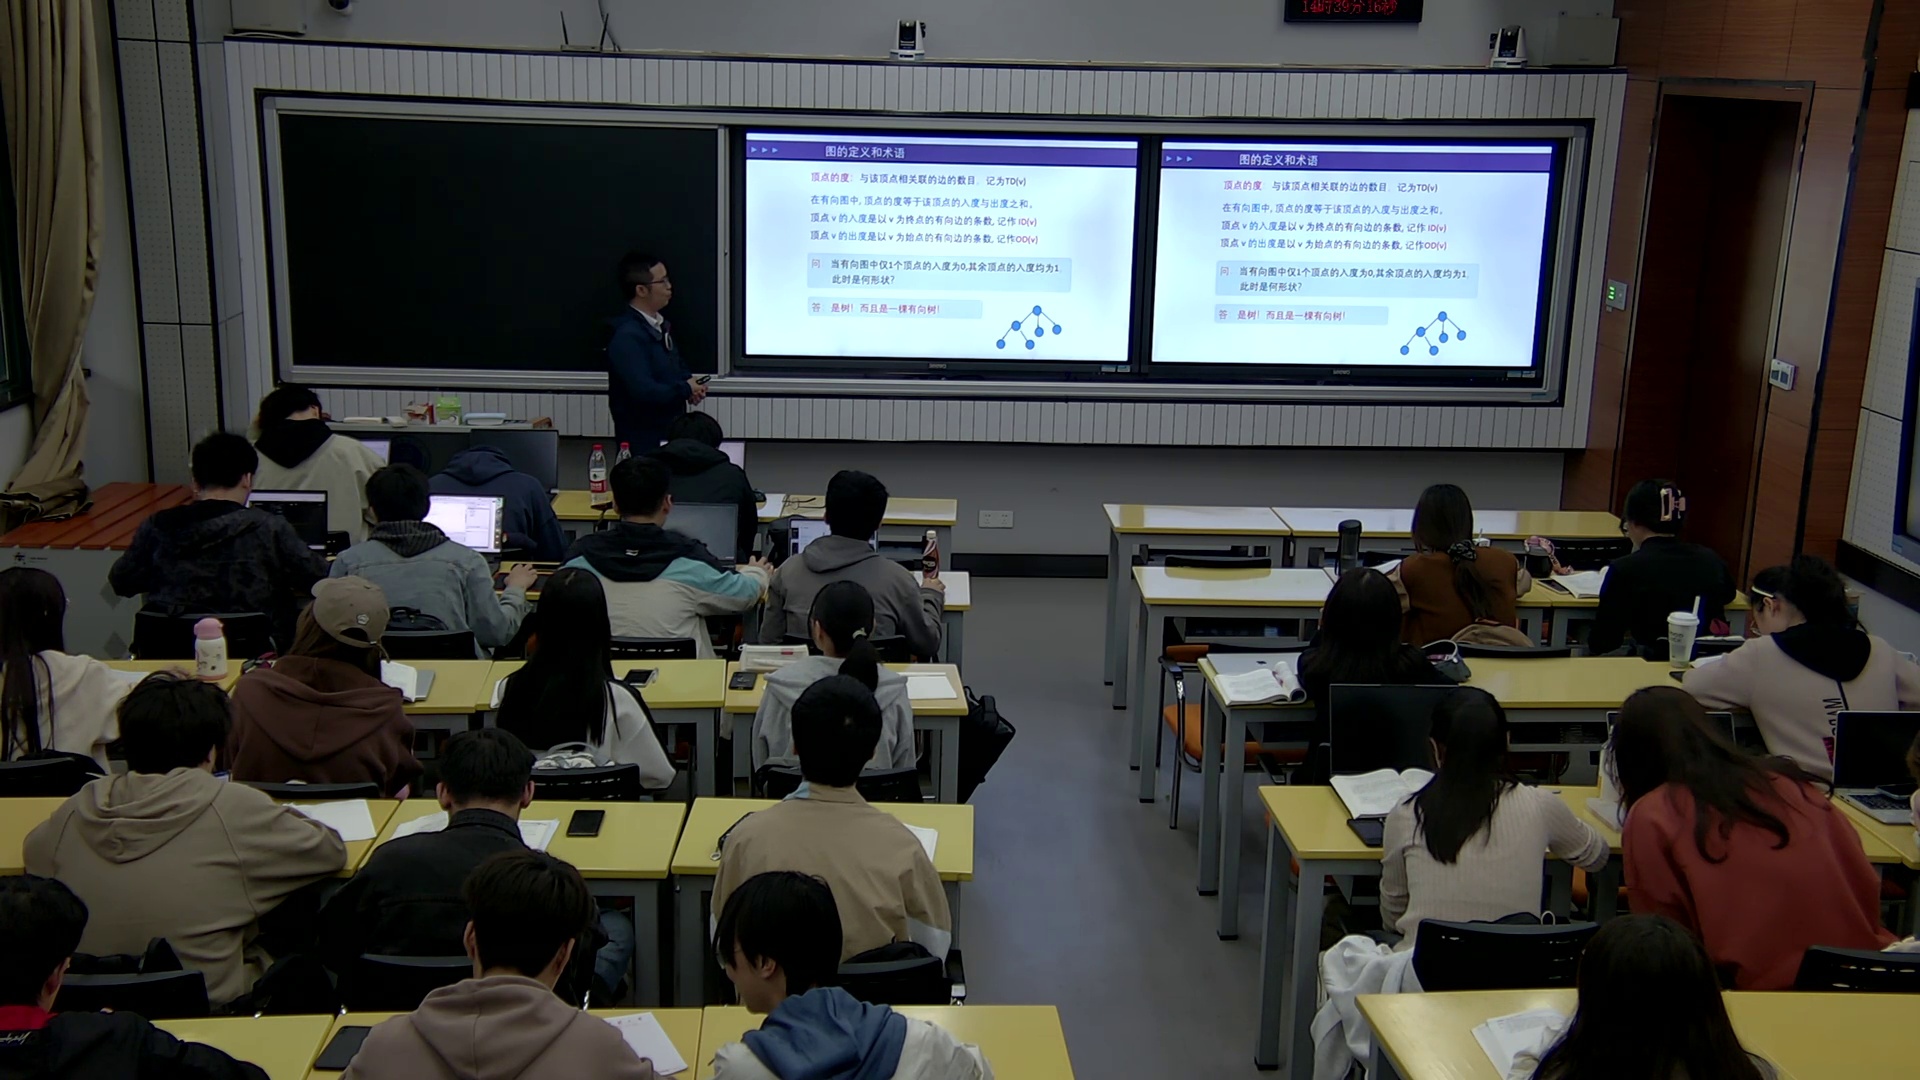 14时39分16秒
▶ ▶ ▶ 图的定义和术语
顶点的度：与该顶点相关联的边的数目，记为TD(v)
在有向图中, 顶点的度等于该顶点的入度与出度之和。
顶点 v 的入度是以 v 为终点的有向边的条数, 记作 ID(v)
顶点 v 的出度是以 v 为始点的有向边的条数, 记作OD(v)
问 当有向图中仅1个顶点的入度为0,其余顶点的入度均为1,
此时是何形状?
答 是树! 而且是一棵有向树!
▶ ▶ ▶ 图的定义和术语
顶点的度：与该顶点相关联的边的数目，记为TD(v)
在有向图中, 顶点的度等于该顶点的入度与出度之和。
顶点 v 的入度是以 v 为终点的有向边的条数, 记作 ID(v)
顶点 v 的出度是以 v 为始点的有向边的条数, 记作OD(v)
问 当有向图中仅1个顶点的入度为0,其余顶点的入度均为1,
此时是何形状?
答 是树! 而且是一棵有向树!